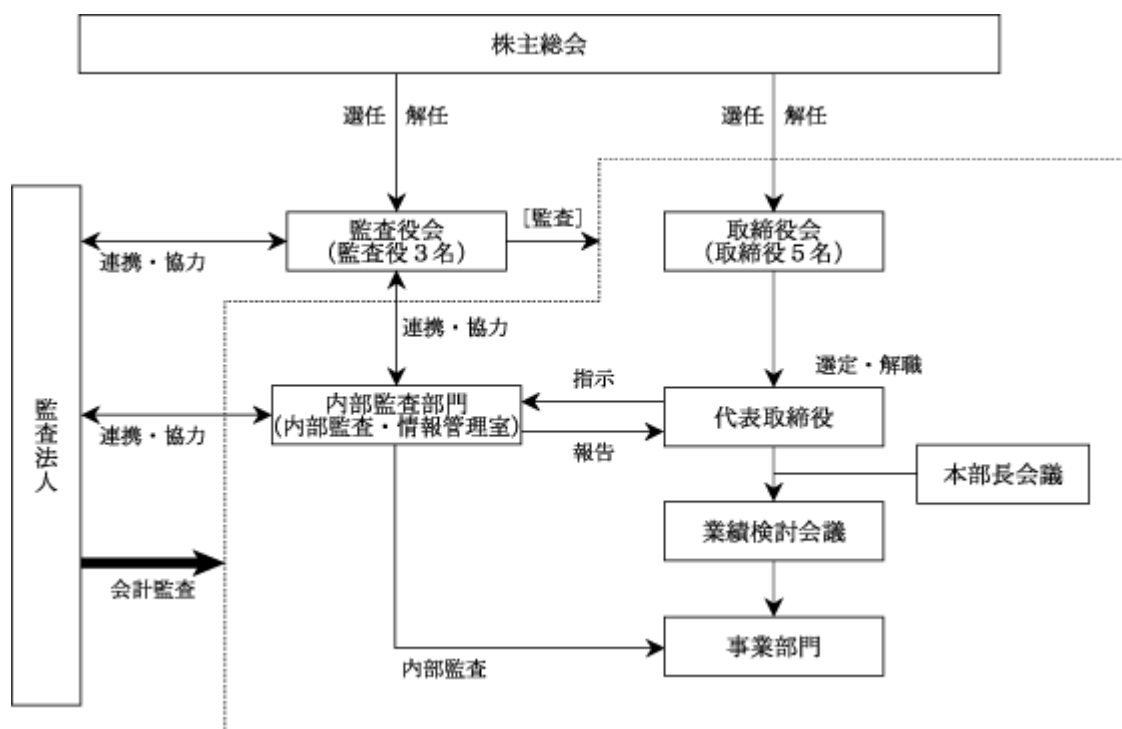 株主総会
選任 解任
選任 解任
監査役会
(監査役3名)
[監査]
取締役会
(取締役5名)
連携・協力
連携・協力
選定・解職
指示
内部監査部門
(内部監査・情報管理室)
代表取締役
連携・協力
報告
監査法人
本部長会議
業績検討会議
会計監査
事業部門
内部監査